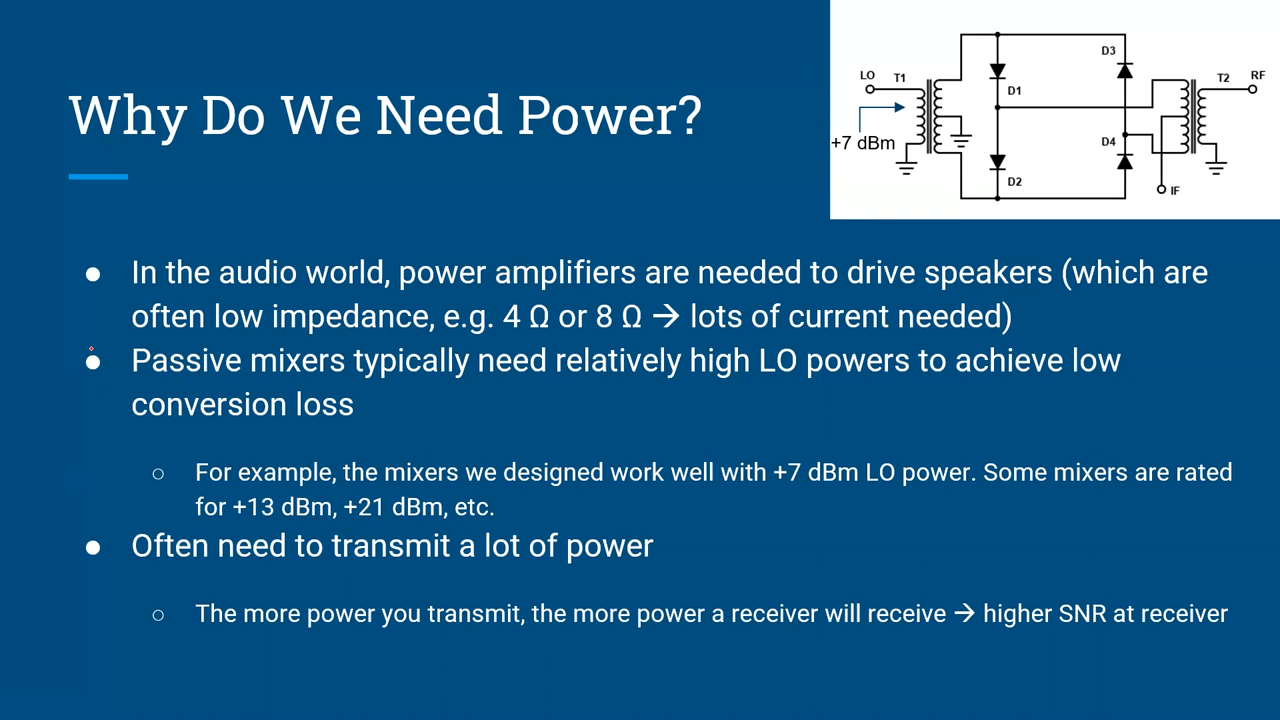 Why Do We Need Power?
LO
T1
D1
D2
D3
D4
T2
RF
IF
+7 dBm
● In the audio world, power amplifiers are needed to drive speakers (which are
often low impedance, e.g. 4 Ω or 8 Ω → lots of current needed)
● Passive mixers typically need relatively high LO powers to achieve low
conversion loss
○ For example, the mixers we designed work well with +7 dBm LO power. Some mixers are rated
for +13 dBm, +21 dBm, etc.
● Often need to transmit a lot of power
○ The more power you transmit, the more power a receiver will receive → higher SNR at receiver